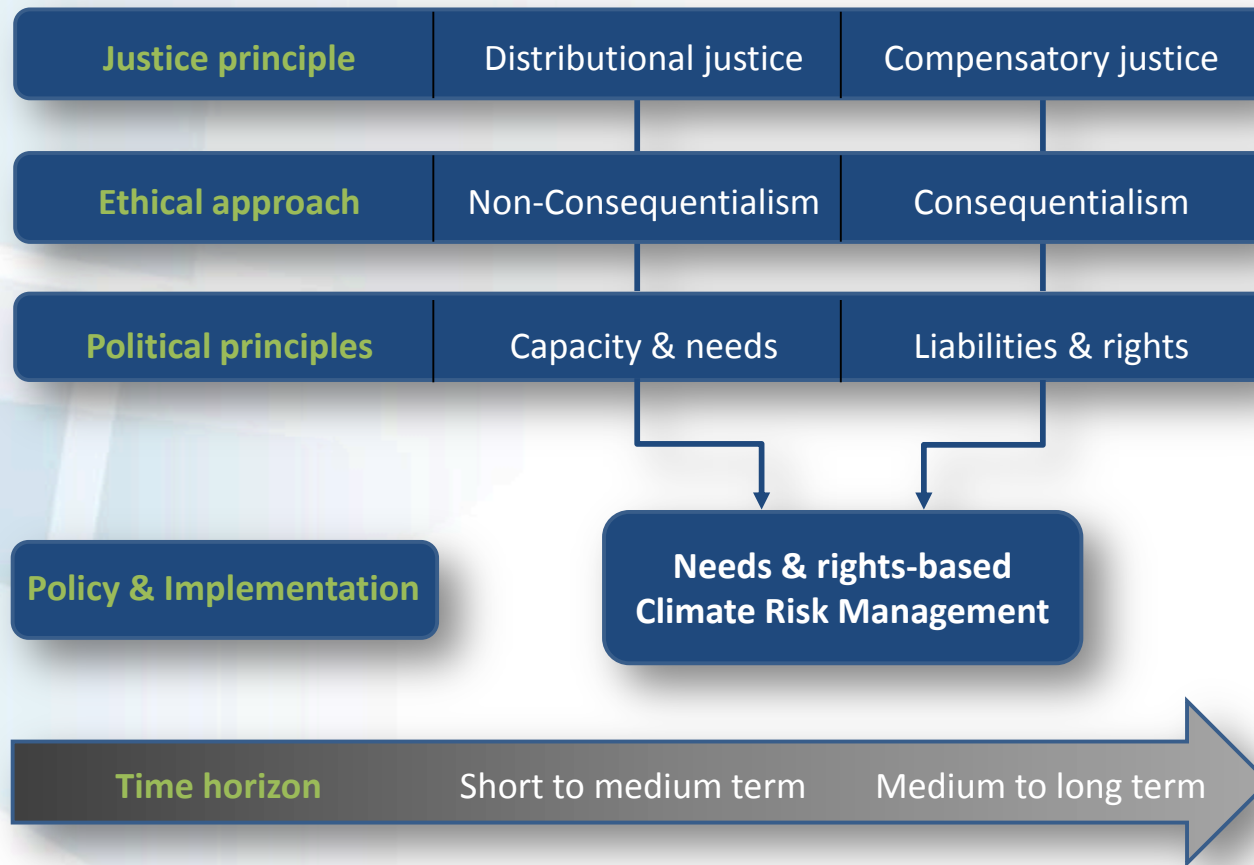 Justice principle Distributional justice Compensatory justice
Ethical approach Non-Consequentialism Consequentialism
Political principles Capacity & needs Liabilities & rights
Policy & Implementation
Needs & rights-based
Climate Risk Management
Time horizon Short to medium term Medium to long term